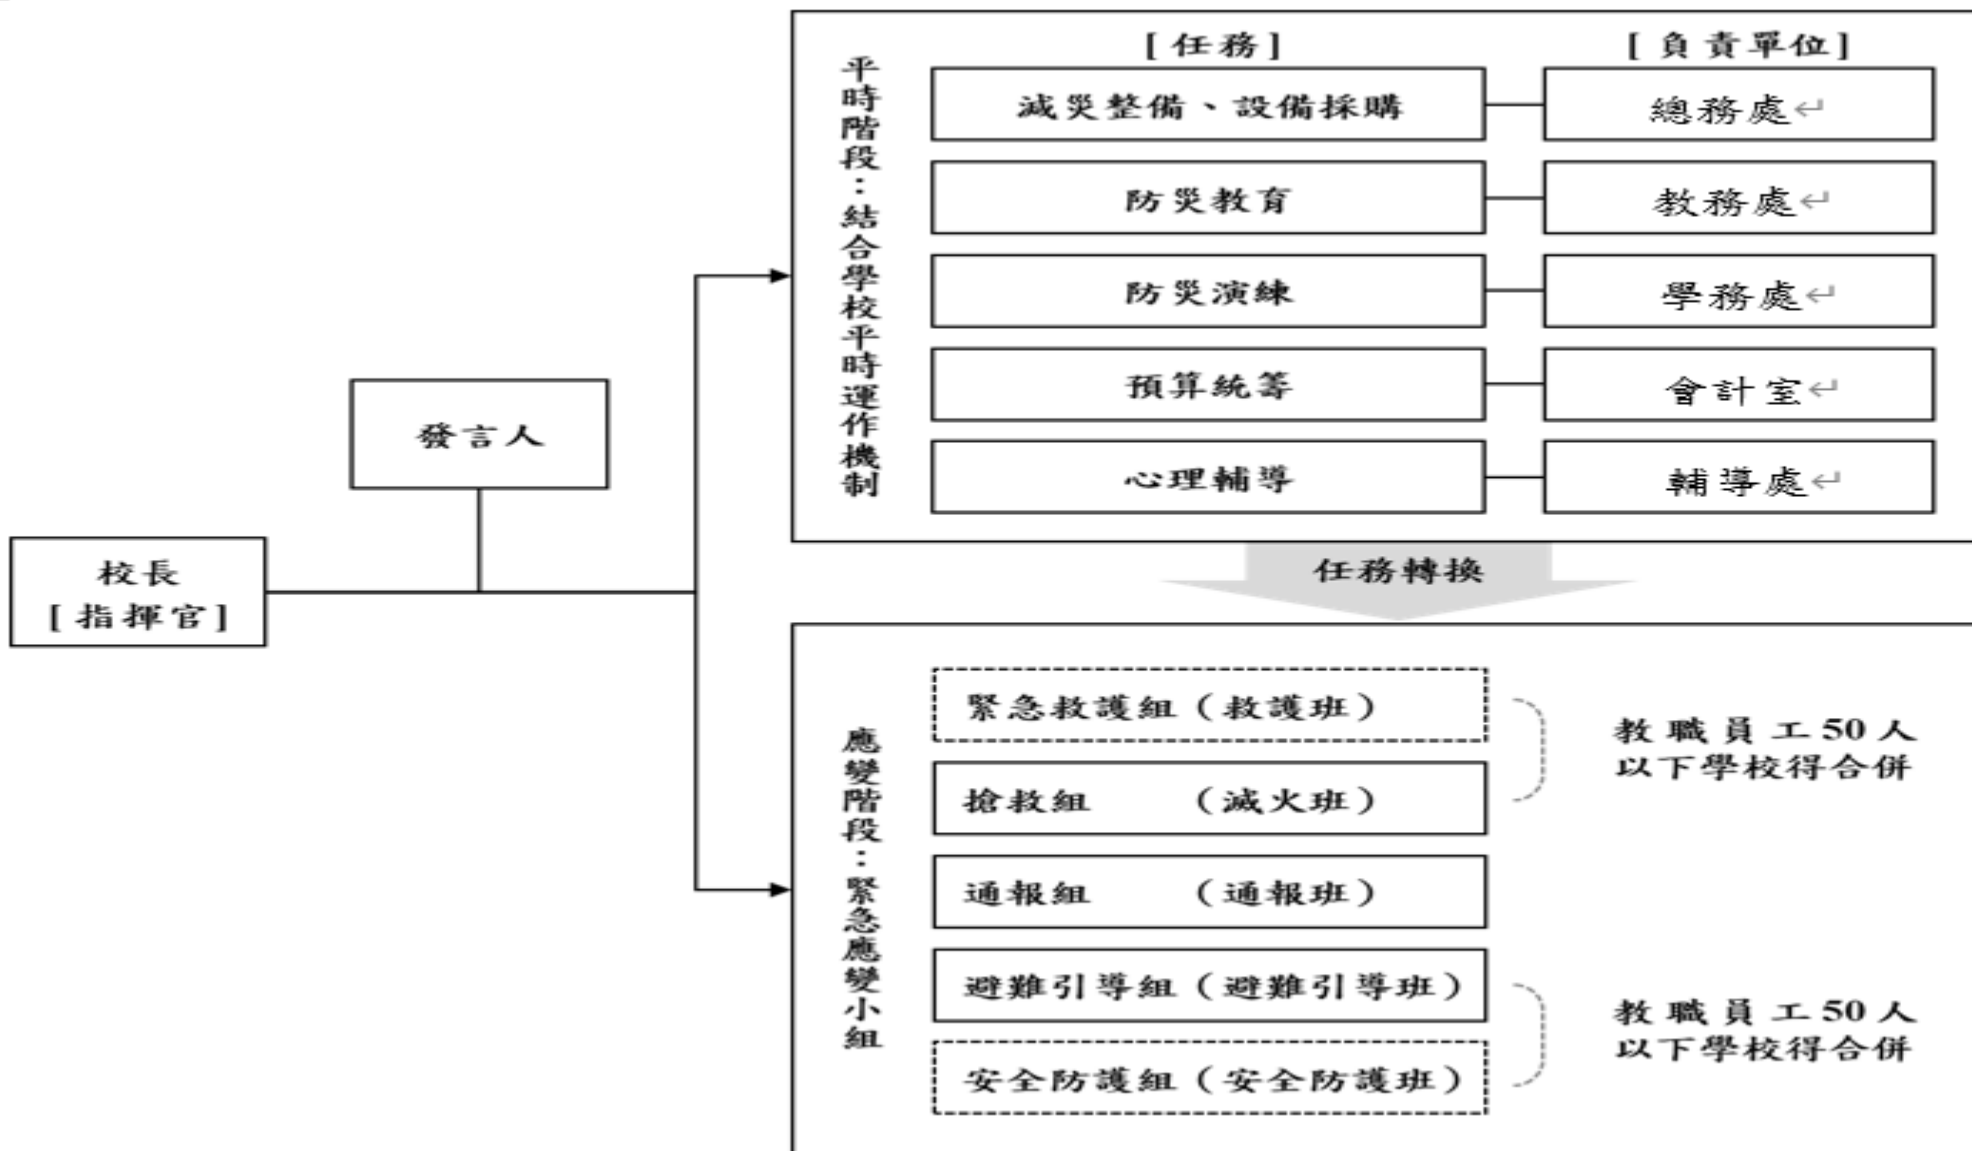 校長
[指揮官]
發言人
平時階段：結合學校平時運作機制
[任務]
[負責單位]
減災整備、設備採購
總務處↵
防災教育
教務處↵
防災演練
學務處↵
預算統籌
會計室↵
心理輔導
輔導處↵
任務轉換
應變階段：緊急應變小組
緊急救護組（救護班）
搶救組　　（滅火班）
教職員工50人
以下學校得合併
通報組　　（通報班）
避難引導組（避難引導班）
安全防護組（安全防護班）
教職員工50人
以下學校得合併